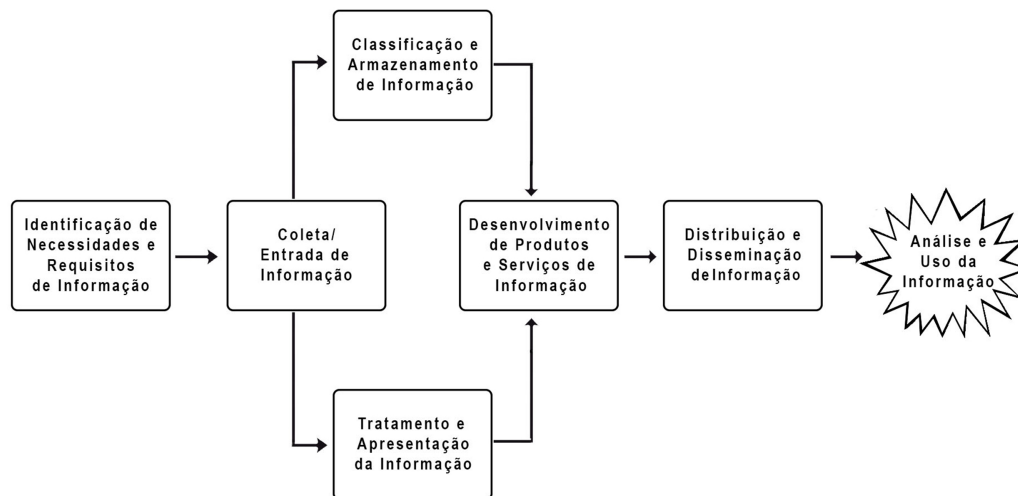 Classificação e
Armazenamento
de Informação
Identificação de
Necessidades e
Requisitos
de Informação
Coleta/
Entrada de
Informação
Desenvolvimento
de Produtos
e Serviços de
Informação
Distribuição e
Disseminação
deInformação
Análise e
Uso da
Informação
Tratamento e
Apresentação
da Informação